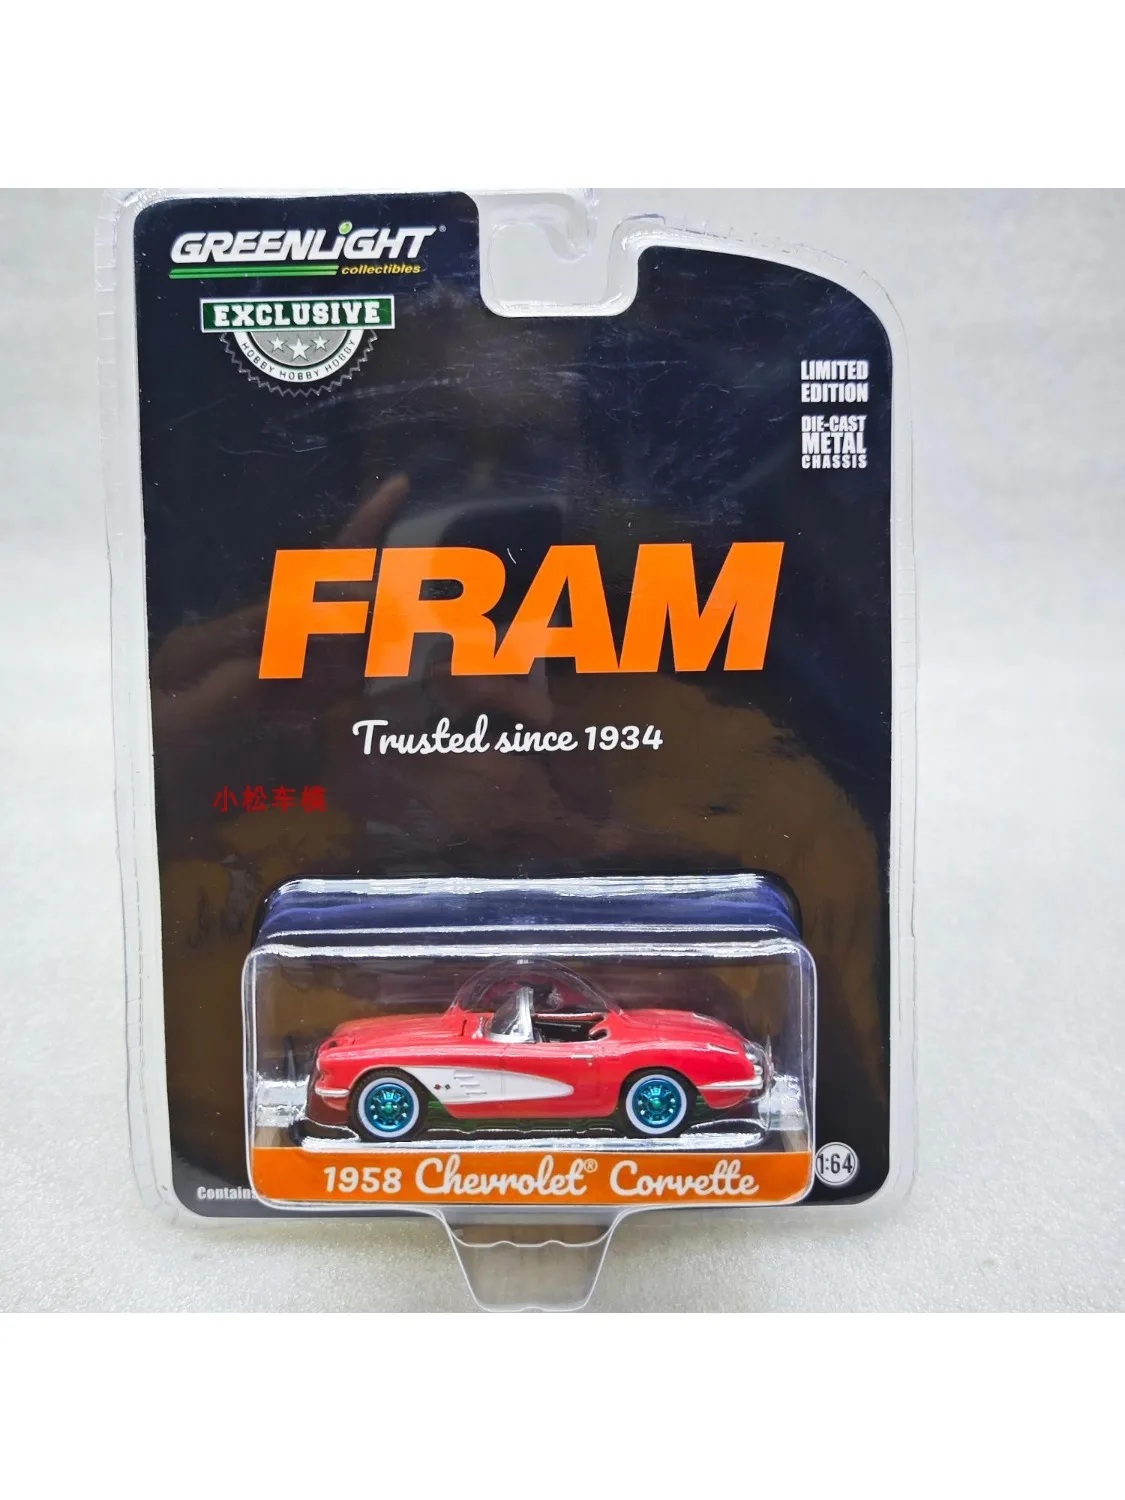 GREENLiGHT®
collectibles
EXCLUSIVE
HOBBY HOBBY HOBBY
LIMITED
EDITION
DIE-CAST
METAL
CHASSIS
FRAM
Trusted since 1934
小松车模
1958 Chevrolet® Corvette
1:64
Contains